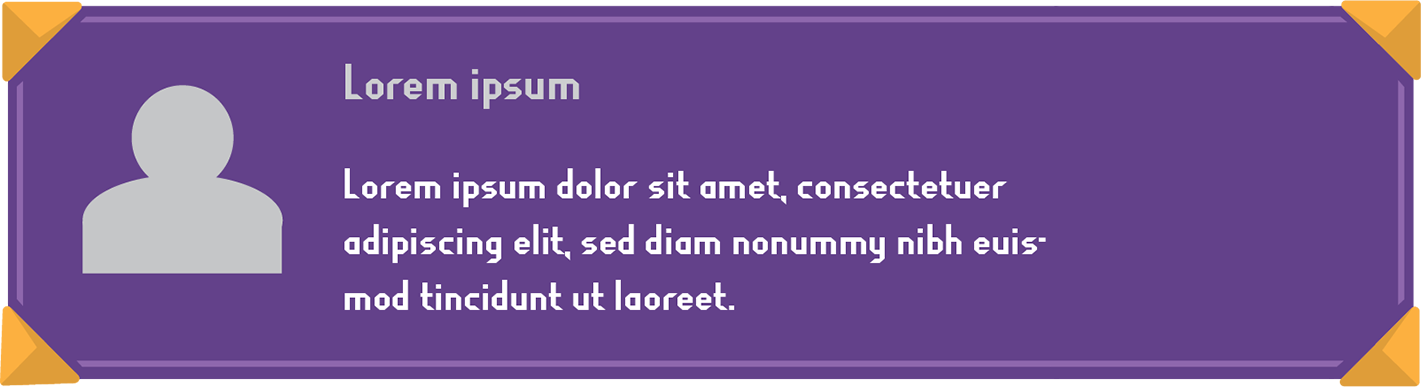 Lorem ipsum
Lorem ipsum dolor sit amet, consectetuer
adipiscing elit, sed diam nonummy nibh euis-
mod tincidunt ut laoreet.